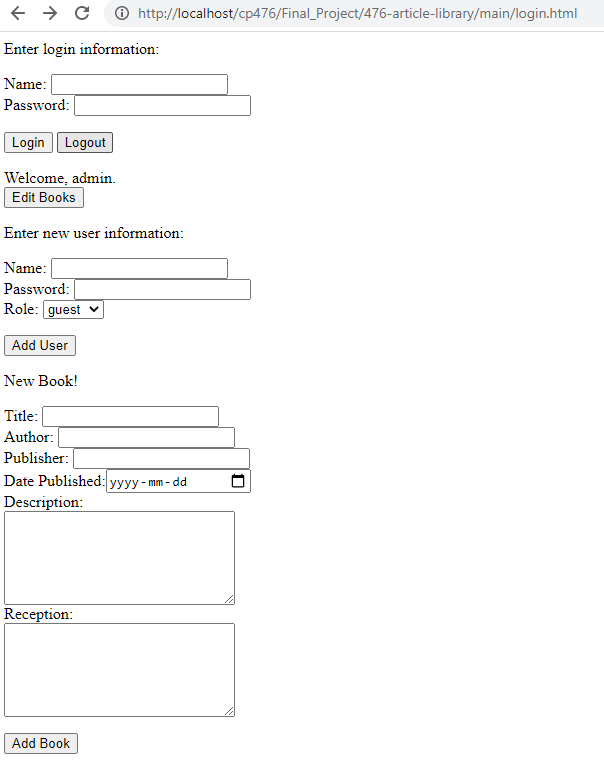 http://localhost/cp476/Final_Project/476-article-library/main/login.html
Enter login information:
Name:
Password:
Login Logout
Welcome, admin.
Edit Books
Enter new user information:
Name:
Password:
Role: guest
Add User
New Book!
Title:
Author:
Publisher:
Date Published: yyyy-mm-dd
Description:
Reception:
Add Book